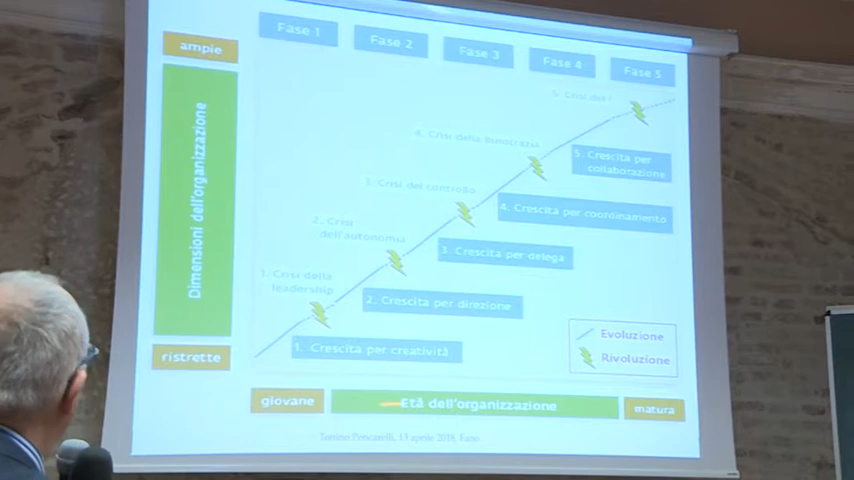 Fase 1
Fase 2
Fase 3
Fase 4
Fase 5
ampie
Dimensioni dell'organizzazione
ristrette
5. Crisi del
4. Crisi della burocrazia
5. Crescita per
collaborazione
3. Crisi del controllo
4. Crescita per coordinamento
2. Crisi
dell'autonomia
3. Crescita per delega
1. Crisi della
leadership
2. Crescita per direzione
1. Crescita per creatività
Evoluzione
Rivoluzione
giovane
Età dell'organizzazione
matura
Tonino Pencarelli, 13 aprile 2018, Fano